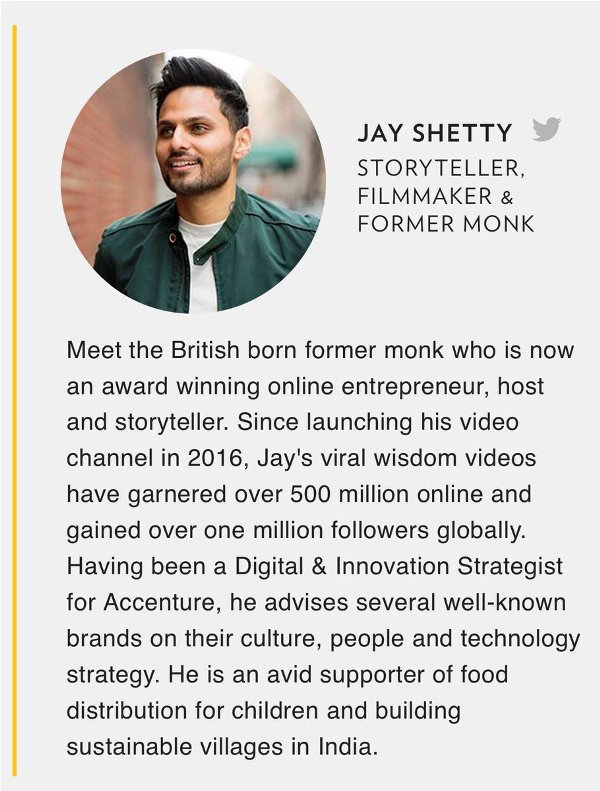 JAY SHETTY
STORYTELLER,
FILMMAKER &
FORMER MONK
Meet the British born former monk who is now
an award winning online entrepreneur, host
and storyteller. Since launching his video
channel in 2016, Jay's viral wisdom videos
have garnered over 500 million online and
gained over one million followers globally.
Having been a Digital & Innovation Strategist
for Accenture, he advises several well-known
brands on their culture, people and technology
strategy. He is an avid supporter of food
distribution for children and building
sustainable villages in India.